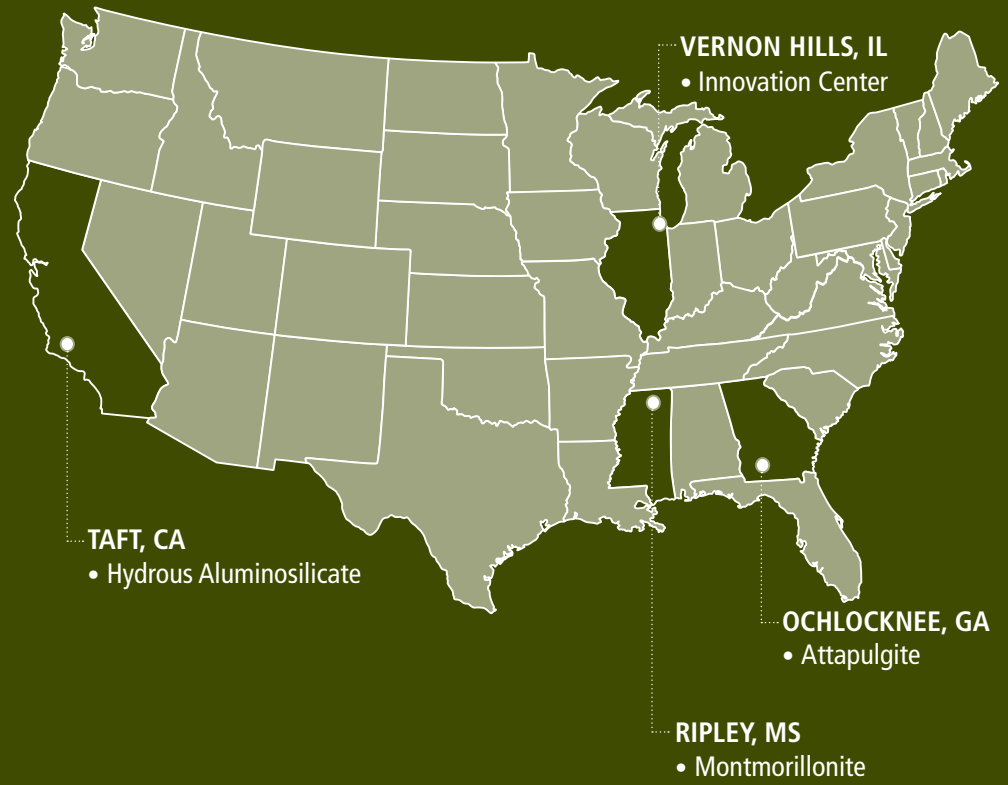 VERNON HILLS, IL
• Innovation Center
TAFT, CA
• Hydrous Aluminosilicate
OCHLOCKNEE, GA
• Attapulgite
RIPLEY, MS
• Montmorillonite